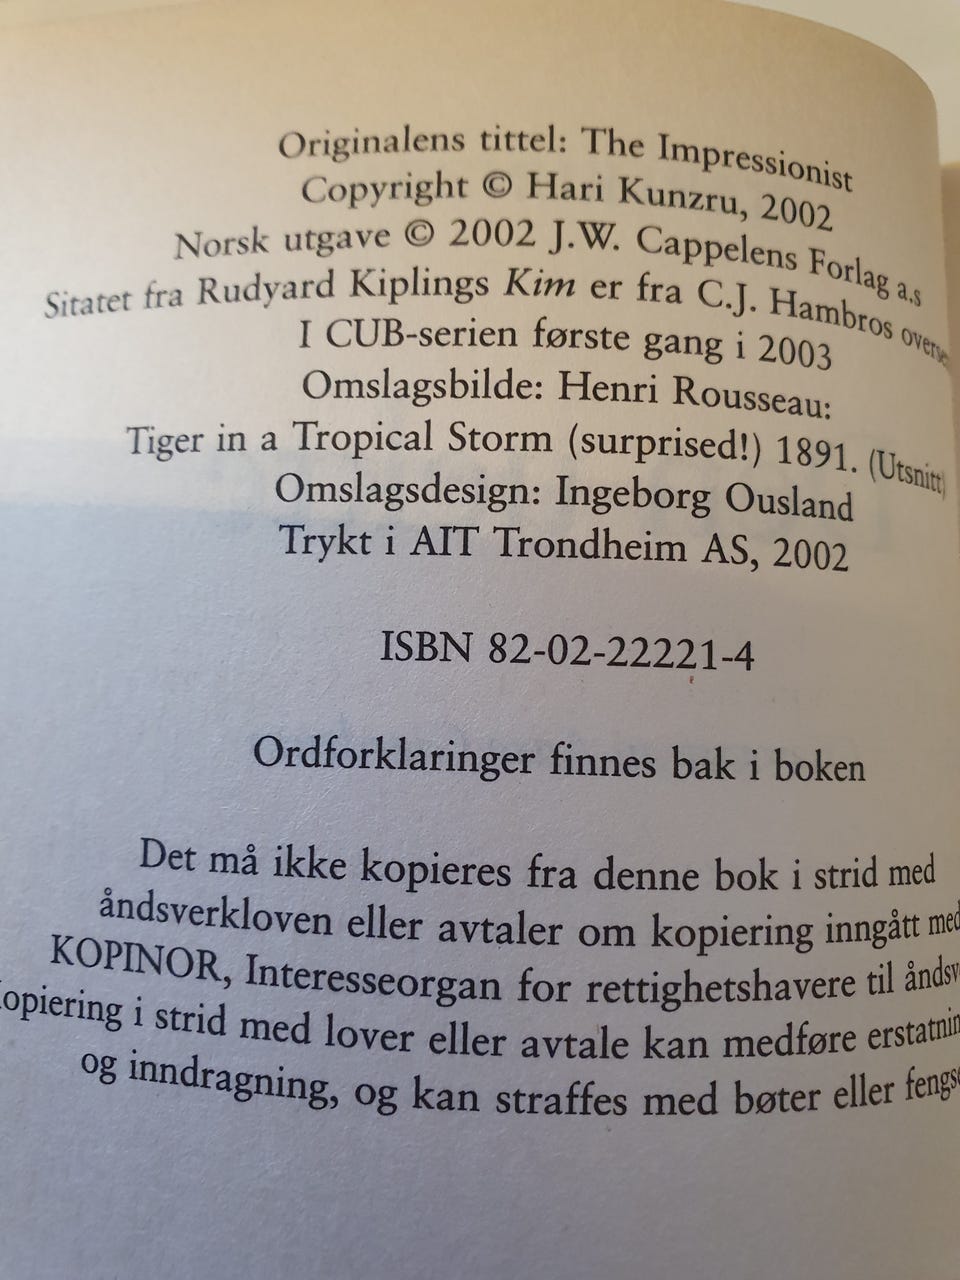 Originalens tittel: The Impressionist
Copyright © Hari Kunzru, 2002
Norsk utgave © 2002 J.W. Cappelens Forlag a.s
Sitatet fra Rudyard Kiplings Kim er fra C.J. Hambros
I CUB-serien første gang i 2003
Omslagsbilde: Henri Rousseau:
Tiger in a Tropical Storm (surprised!) 1891. (Utsnitt)
Omslagsdesign: Ingeborg Ousland
Trykt i AIT Trondheim AS, 2002
ISBN 82-02-22221-4
Ordforklaringer finnes bak i boken
Det må ikke kopieres fra denne bok i strid med
åndsverkloven eller avtaler om kopiering inngått med
KOPINOR, Interesseorgan for rettighetshavere til
i strid med lover eller avtale kan medføre
og inndragning, og kan straffes med bøter eller